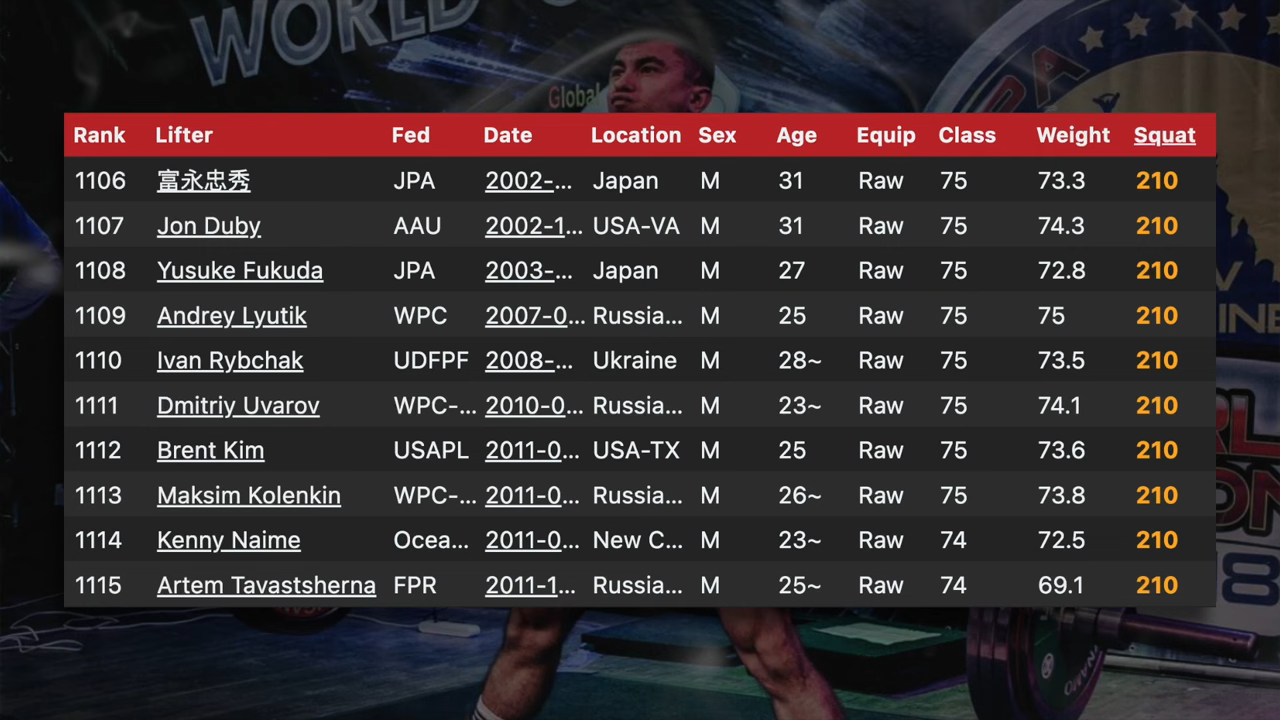 WORLD
Global
Rank Lifter Fed Date Location Sex Age Equip Class Weight Squat
1106 富永忠秀 JPA 2002-... Japan M 31 Raw 75 73.3 210
1107 Jon Duby AAU 2002-1... USA-VA M 31 Raw 75 74.3 210
1108 Yusuke Fukuda JPA 2003-... Japan M 27 Raw 75 72.8 210
1109 Andrey Lyutik WPC 2007-0... Russia... M 25 Raw 75 75 210
1110 Ivan Rybchak UDFPF 2008-... Ukraine M 28~ Raw 75 73.5 210
1111 Dmitriy Uvarov WPC-... 2010-0... Russia... M 23~ Raw 75 74.1 210
1112 Brent Kim USAPL 2011-0... USA-TX M 25 Raw 75 73.6 210
1113 Maksim Kolenkin WPC-... 2011-0... Russia... M 26~ Raw 75 73.8 210
1114 Kenny Naime Ocea... 2011-0... New C... M 23~ Raw 74 72.5 210
1115 Artem Tavastsherna FPR 2011-1... Russia... M 25~ Raw 74 69.1 210